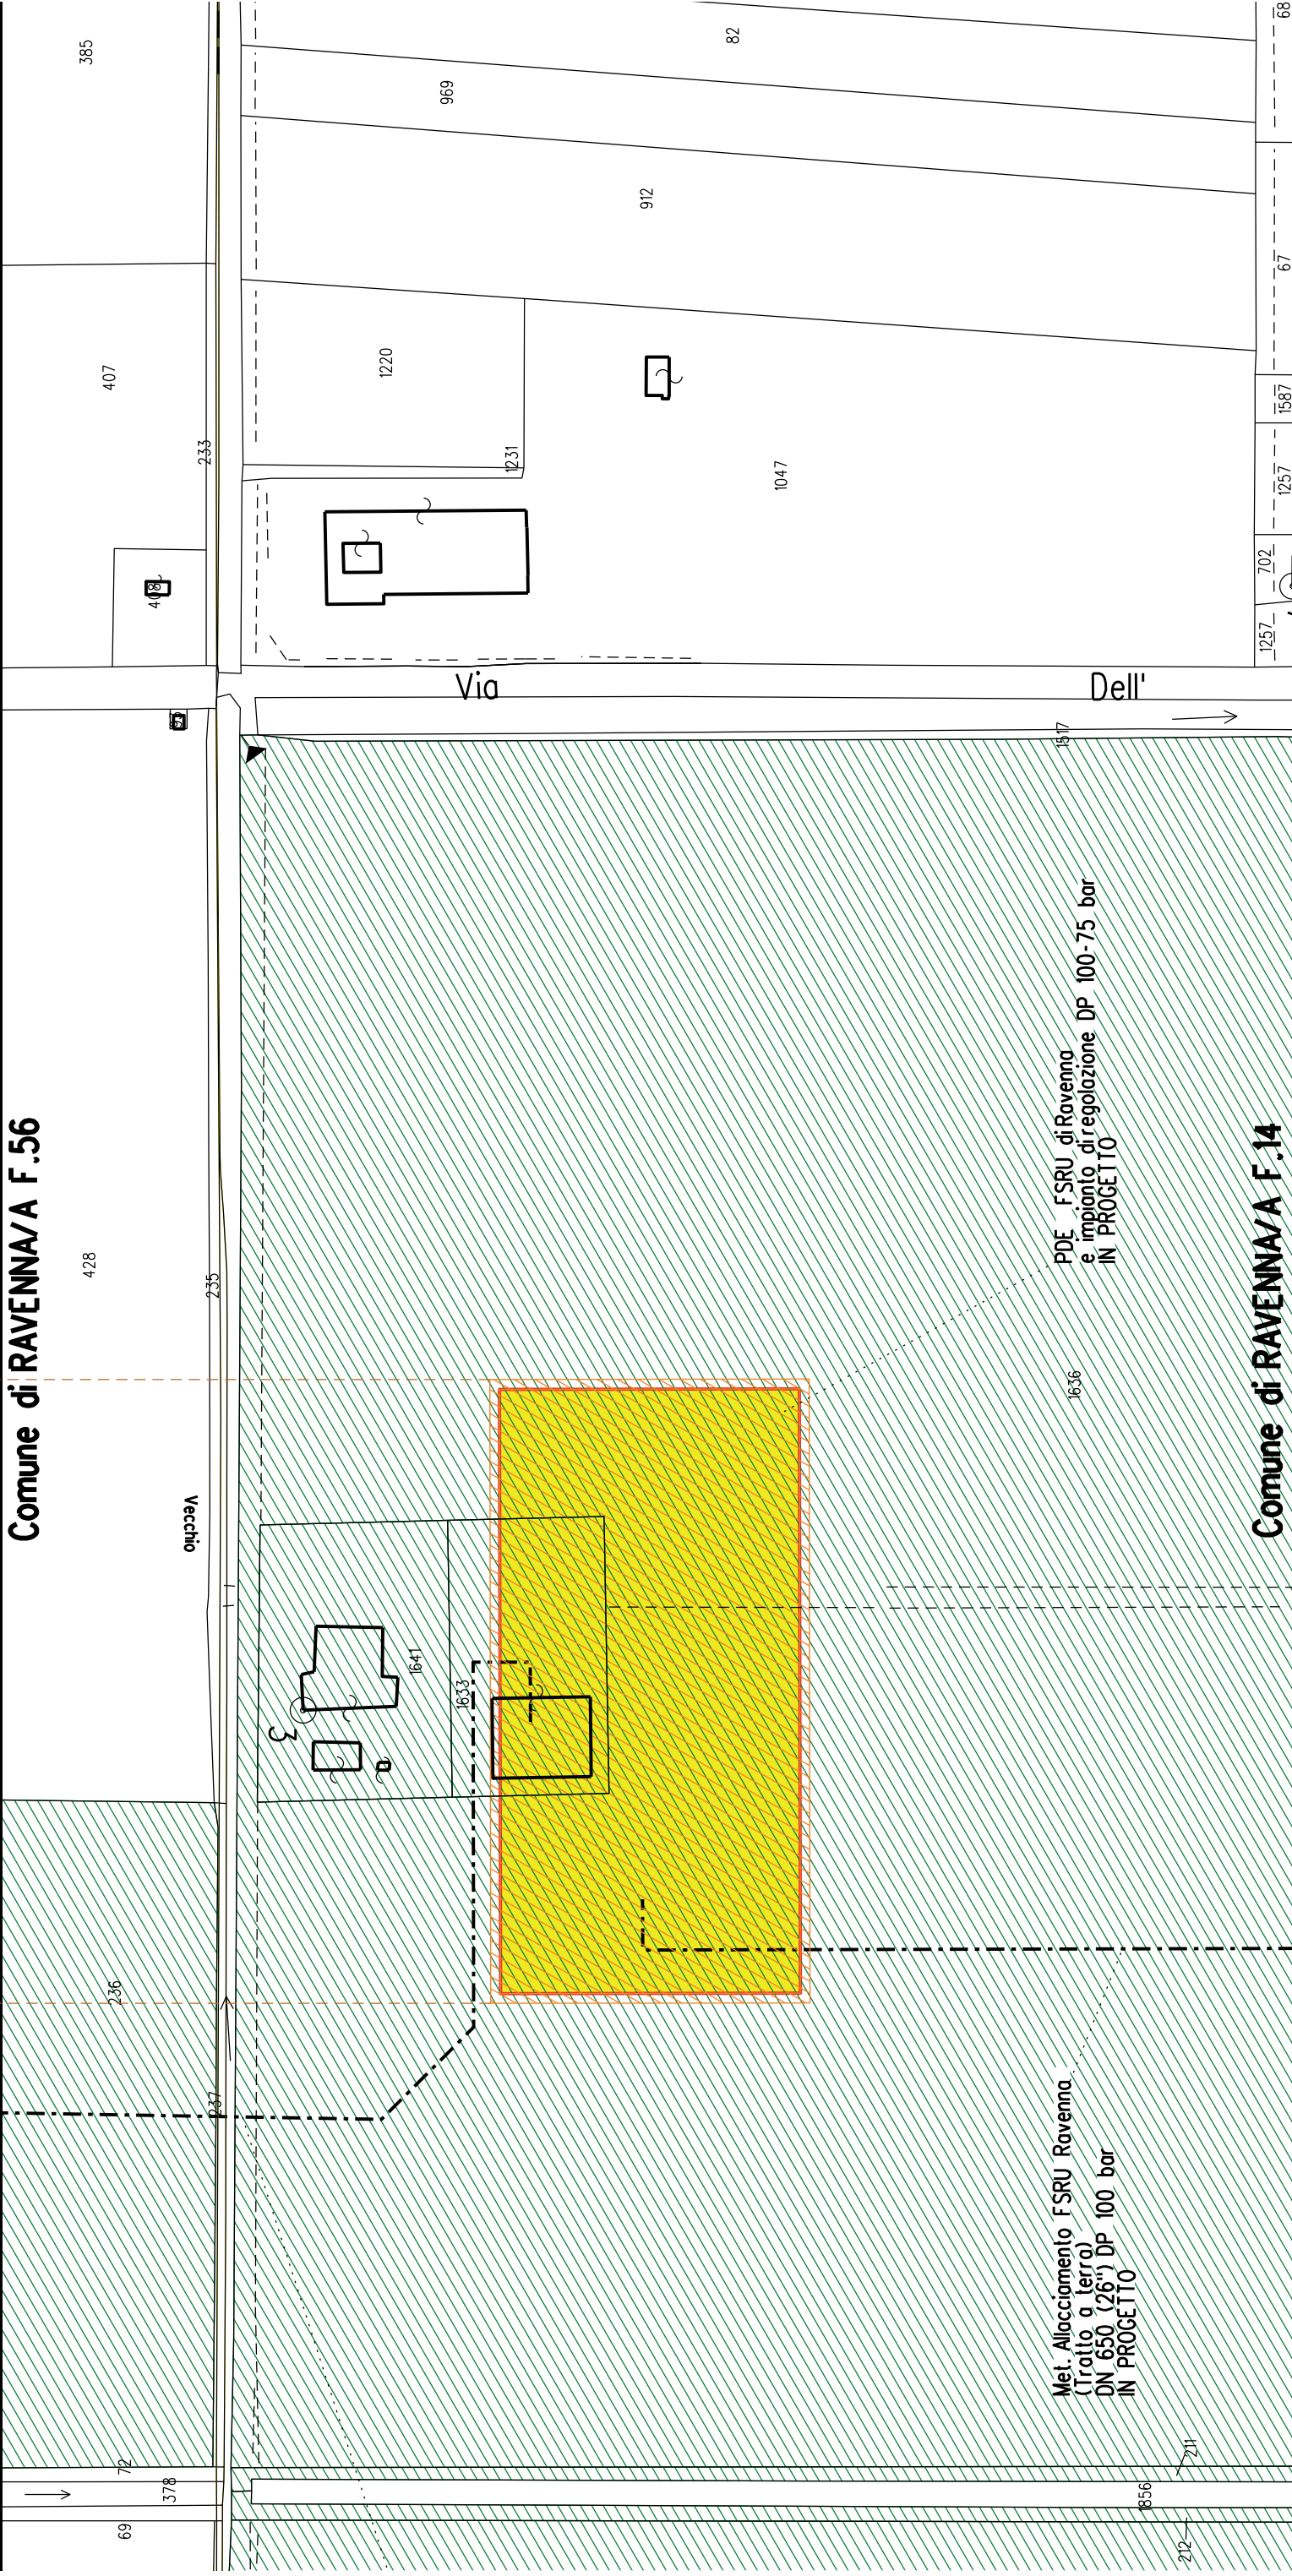 385
82
68
969
912
67
1220
407
1587
233
1231
1047
1257
702
408
1257
Via
Dell'
1517
PDE FSRU di Ravenna
e impianto di regolazione DP 100-75 bar
IN PROGETTO
Comune di RAVENNA/A F.56
428
235
Comune di RAVENNA/A F.14
1636
Vecchio
1641
1633
3
236
237
Met. Allacciamento FSRU Ravenna
(Tratto a terra)
DN 650 (26") DP 100 bar
IN PROGETTO
72
378
69
211
1856
212